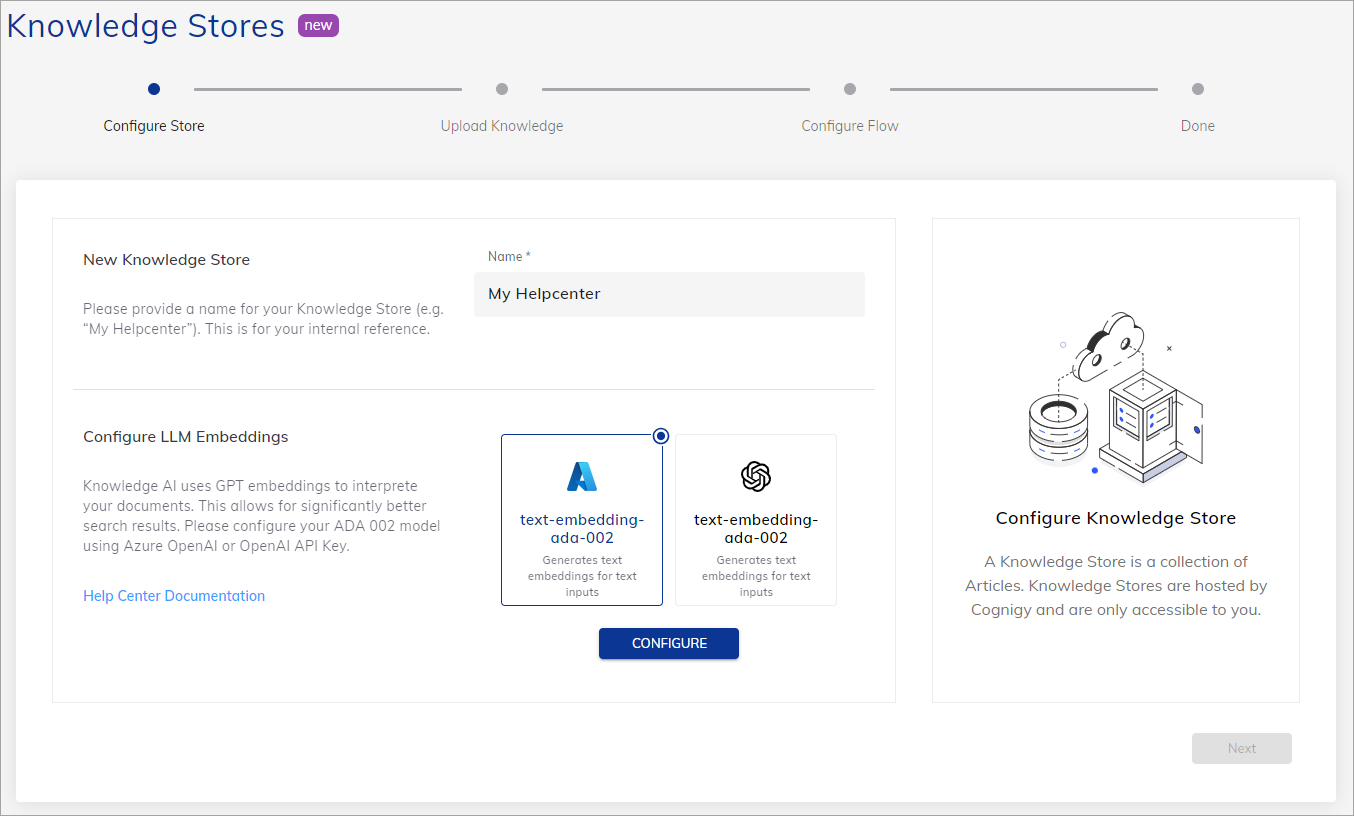 Knowledge Stores new
Configure Store
Upload Knowledge
Configure Flow
Done
New Knowledge Store
Please provide a name for your Knowledge Store (e.g.
“My Helpcenter”). This is for your internal reference.
Name *
My Helpcenter
Configure LLM Embeddings
Knowledge AI uses GPT embeddings to interprete
your documents. This allows for significantly better
search results. Please configure your ADA 002 model
using Azure OpenAI or OpenAI API Key.
Help Center Documentation
text-embedding-
ada-002
Generates text
embeddings for text
inputs
text-embedding-
ada-002
Generates text
embeddings for text
inputs
CONFIGURE
Configure Knowledge Store
A Knowledge Store is a collection of
Articles. Knowledge Stores are hosted by
Cognigy and are only accessible to you.
Next